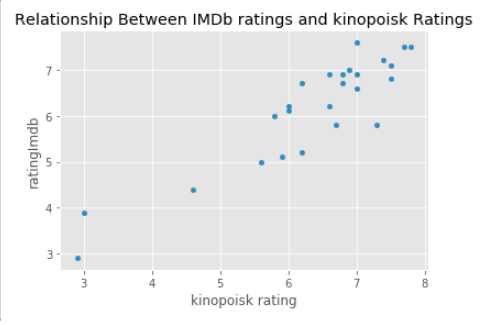 Relationship Between IMDb ratings and kinopoisk Ratings
7
6
5
4
3
ratingImdb
3 4 5 6 7 8
kinopoisk rating